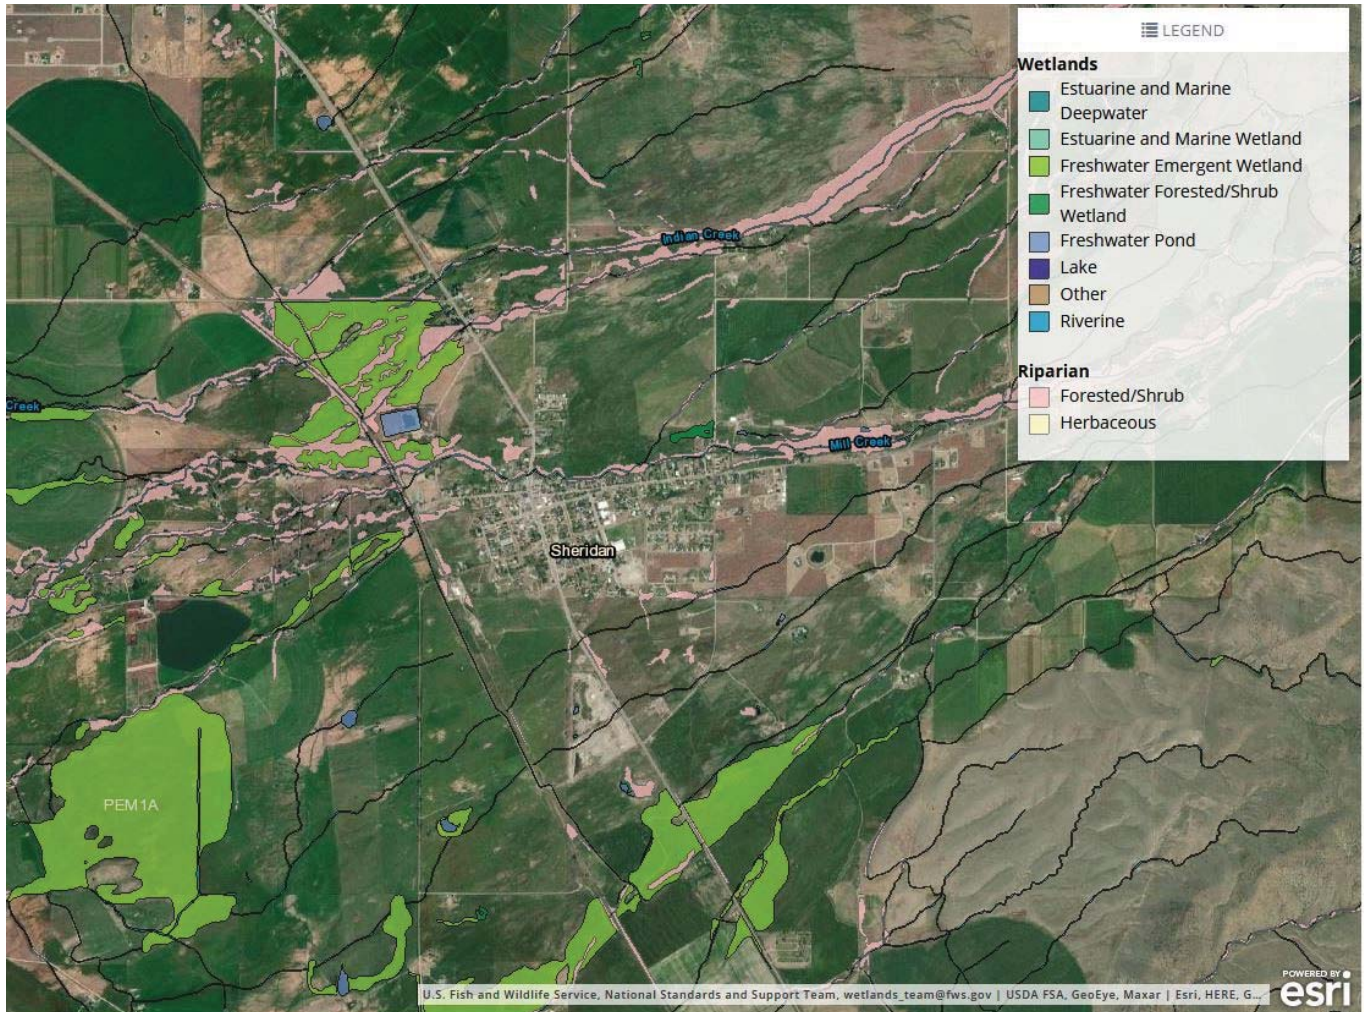 LEGEND
Wetlands
Estuarine and Marine
Deepwater
Estuarine and Marine Wetland
Freshwater Emergent Wetland
Freshwater Forested/Shrub
Wetland
Freshwater Pond
Lake
Other
Riverine
Riparian
Forested/Shrub
Herbaceous
Indian Creek
Creek
Mill Creek
Sheridan
PEM1A
U.S. Fish and Wildlife Service, National Standards and Support Team, wetlands_team@fws.gov | USDA FSA, GeoEye, Maxar | Esri, HERE, G...
POWERED BY
esri